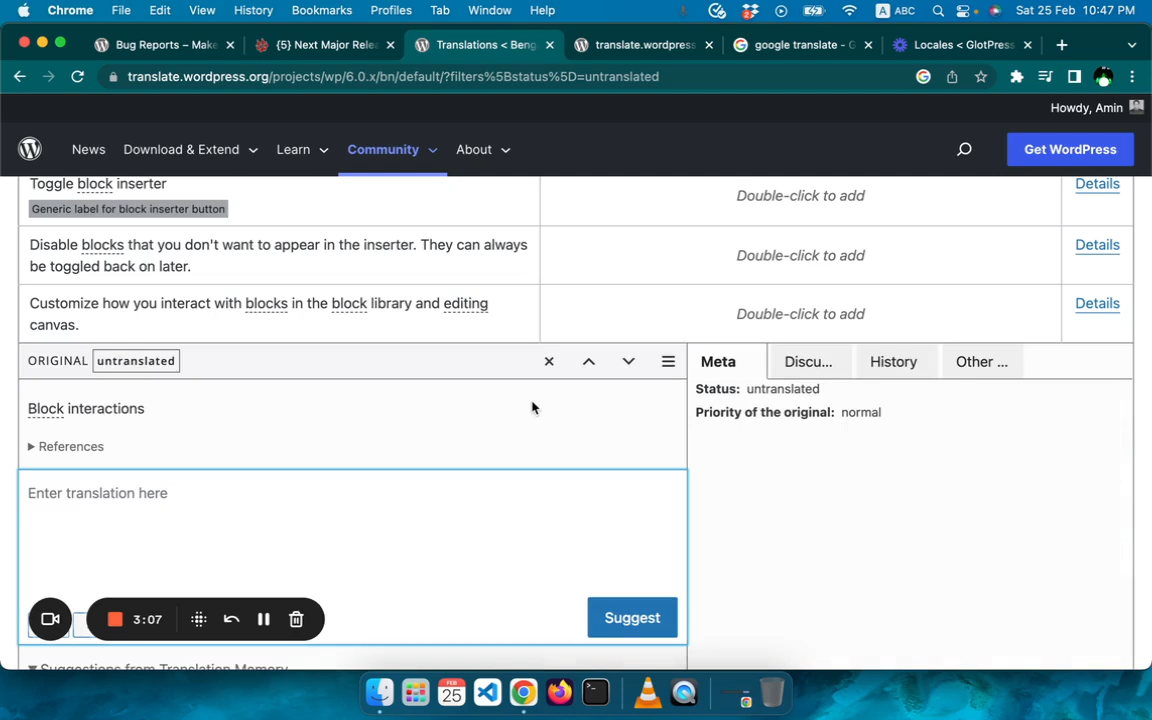 Chrome File Edit View History Bookmarks Profiles Tab Window Help A ABC Sat 25 Feb 10:47 PM
Bug Reports – Make {5} Next Major Rele Translations < Beng translate.wordpress google translate - G Locales < GlotPress
translate.wordpress.org/projects/wp/6.0.x/bn/default/?filters%5Bstatus%5D=untranslated
Howdy, Amin
News Download & Extend Learn Community About Get WordPress
Toggle block inserter
Double-click to add
Details
Generic label for block inserter button
Disable blocks that you don't want to appear in the inserter. They can always
be toggled back on later.
Double-click to add
Details
Customize how you interact with blocks in the block library and editing
canvas.
Double-click to add
Details
ORIGINAL untranslated
Meta Discu... History Other ...
Status: untranslated
Priority of the original: normal
Block interactions
References
Enter translation here
3:07
Suggest
Suggestions from Translation Memory
FEB
25